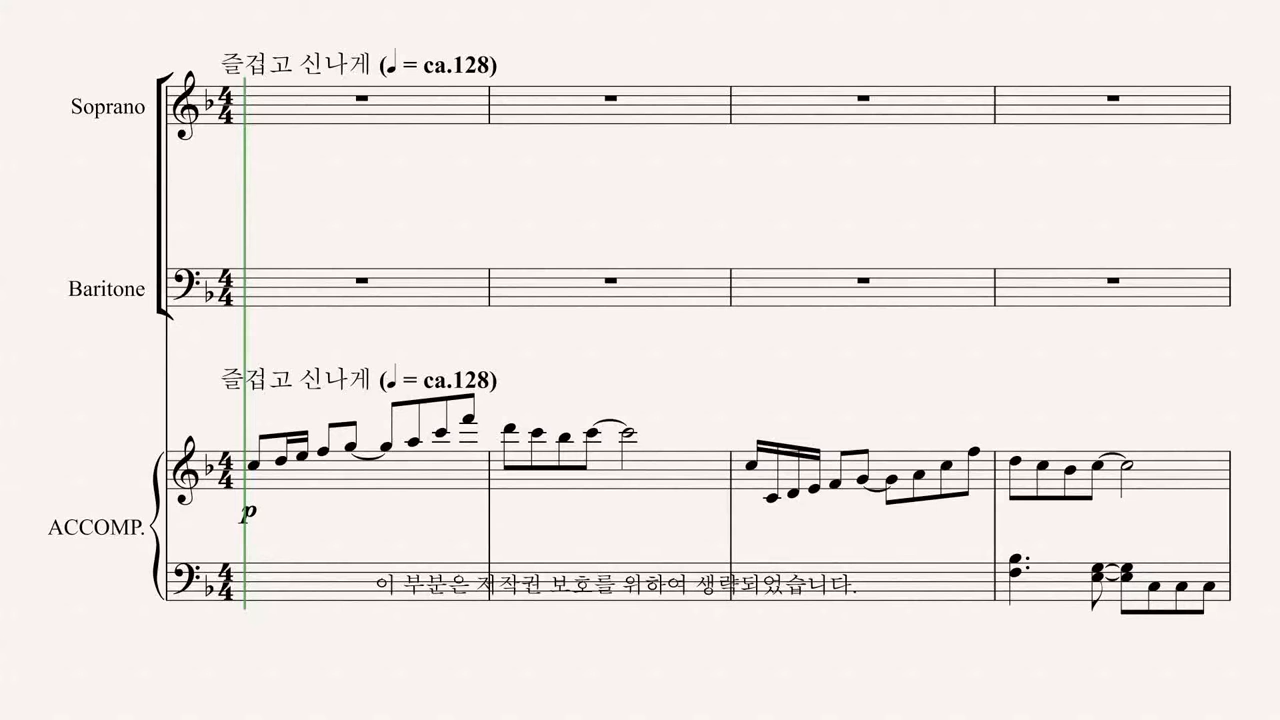 즐겁고 신나게 (♩ = ca.128)
Soprano
Baritone
즐겁고 신나게 (♩ = ca.128)
p
ACCOMP.
이 부분은 저작권 보호를 위하여 생략되었습니다.